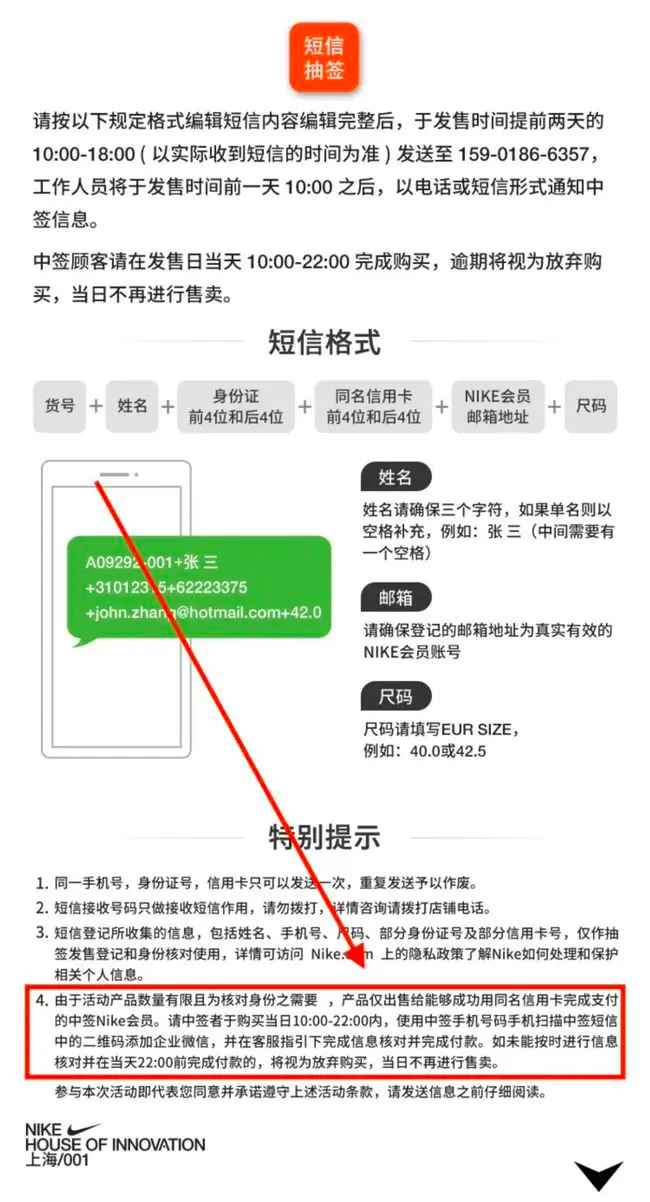 短信
抽签
请按以下规定格式编辑短信内容编辑完整后，于发售时间提前两天的
10:00-18:00 ( 以实际收到短信的时间为准 ) 发送至 159-0186-6357，
工作人员将于发售时间前一天 10:00 之后，以电话或短信形式通知中
签信息。
中签顾客请在发售日当天 10:00-22:00 完成购买，逾期将视为放弃购
买，当日不再进行售卖。
短信格式
货号 + 姓名 + 身份证 前4位和后4位 + 同名信用卡 前4位和后4位 + NIKE会员 邮箱地址 + 尺码
A09292-001+张 三
+31012315+62223375
+john.zhang@hotmail.com+42.0
姓名
姓名请确保三个字符，如果单名则以
空格补充，例如：张 三（中间需要有
一个空格）
邮箱
请确保登记的邮箱地址为真实有效的
NIKE会员账号
尺码
尺码请填写EUR SIZE，
例如：40.0或42.5
特别提示
1. 同一手机号，身份证号，信用卡只可以发送一次，重复发送予以作废。
2. 短信接收号码只做接收短信作用，请勿拨打，详情咨询请拨打店铺电话。
3. 短信登记所收集的信息，包括姓名、手机号、尺码、部分身份证号及部分信用卡号，仅作抽
签发售登记和身份核对使用，详情可访问 Nike.com 上的隐私政策了解Nike如何处理和保护
相关个人信息。
4. 由于活动产品数量有限且为核对身份之需要 ，产品仅出售给能够成功用同名信用卡完成支付
的中签Nike会员。请中签者于购买当日10:00-22:00内，使用中签手机号码手机扫描中签短信
中的二维码添加企业微信，并在客服指引下完成信息核对并完成付款。如未能按时进行信息
核对并在当天22:00前完成付款的，将视为放弃购买，当日不再进行售卖。
参与本次活动即代表您同意并承诺遵守上述活动条款，请发送信息之前仔细阅读。
NIKE
HOUSE OF INNOVATION
上海/001